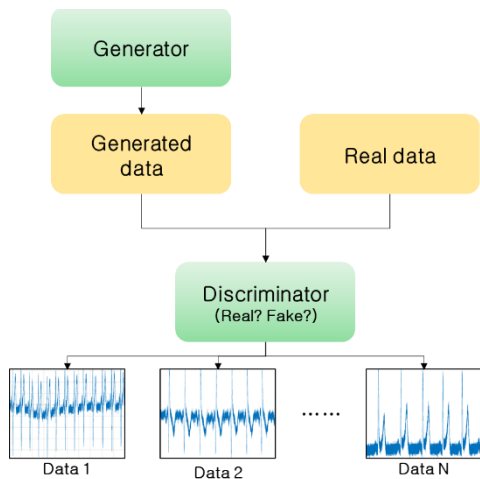 Generator
Generated
data
Real data
Discriminator
(Real? Fake?)
Data 1
Data 2
......
Data N